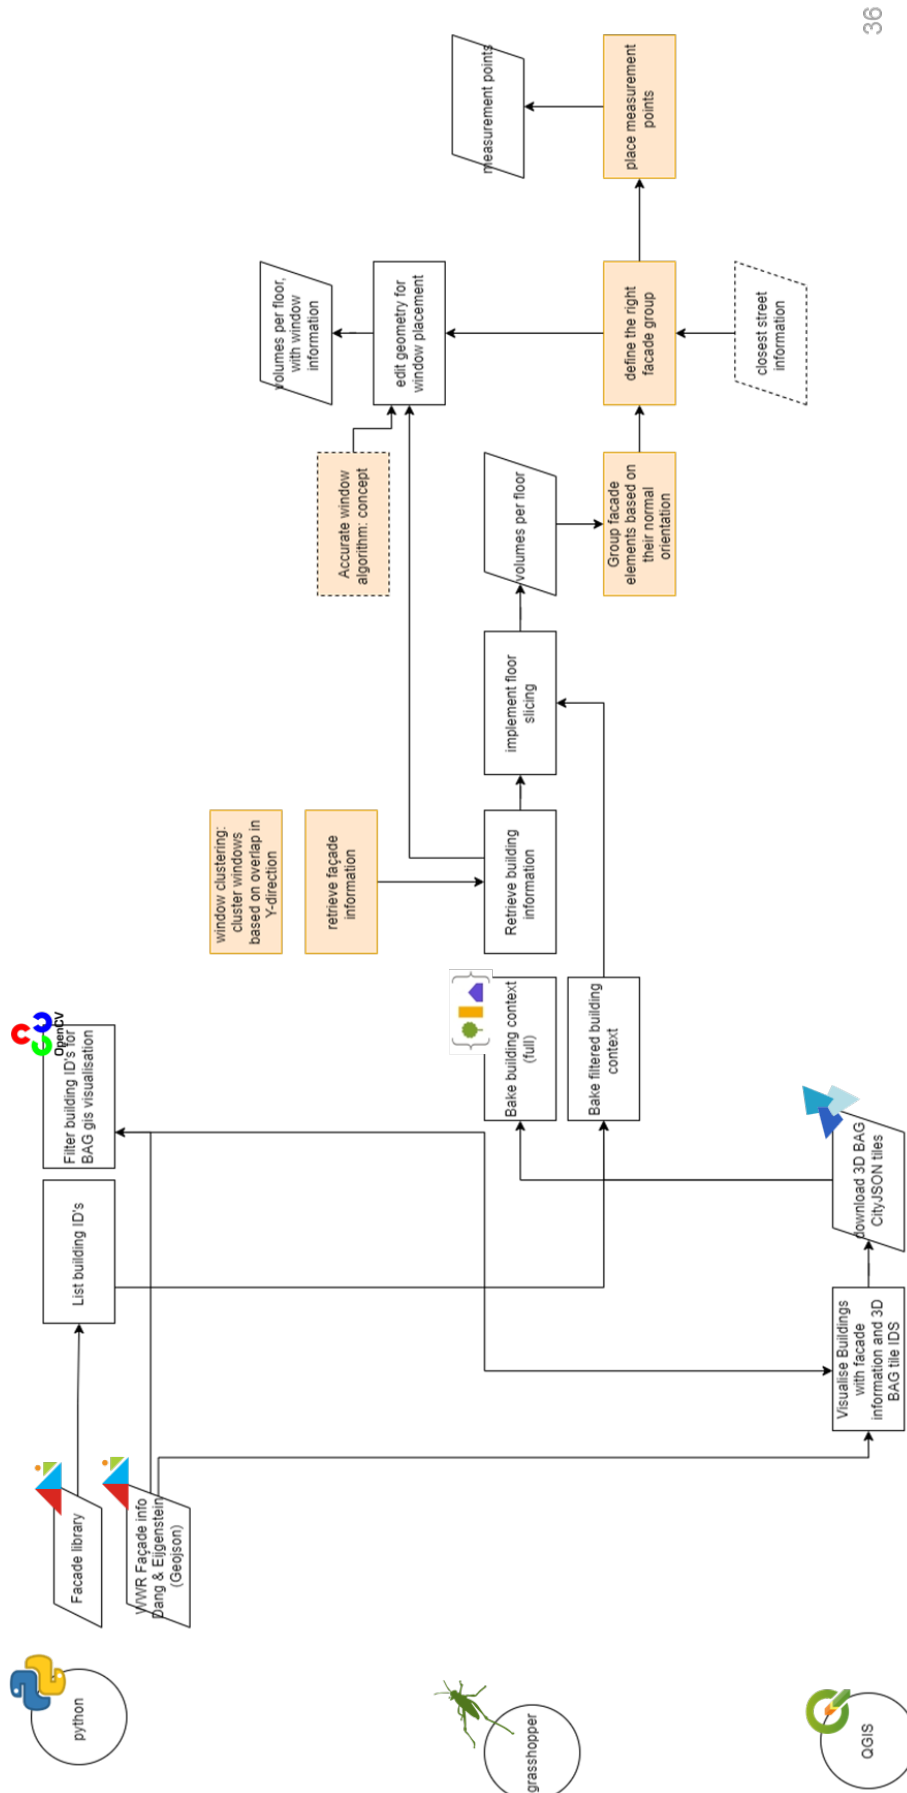 python
Facade library
WWR Façade info
Dang & Eijgenstein
(Geojson)
List building ID's
Filter building ID's for
BAG gis visualisation
OpenCV
window clustering:
cluster windows
based on overlap in
Y-direction
retrieve façade
information
Accurate window
algorithm: concept
volumes per floor,
with window
information
edit geometry for
window placement
measurement points
grasshopper
Bake building context
(full)
Bake filtered building
context
Retrieve building
information
implement floor
slicing
volumes per floor
Group facade
elements based on
their normal
orientation
define the right
facade group
place measurement
points
closest street
information
QGIS
Visualise Buildings
with facade
information and 3D
BAG tile IDS
download 3D BAG
CityJSON tiles
36